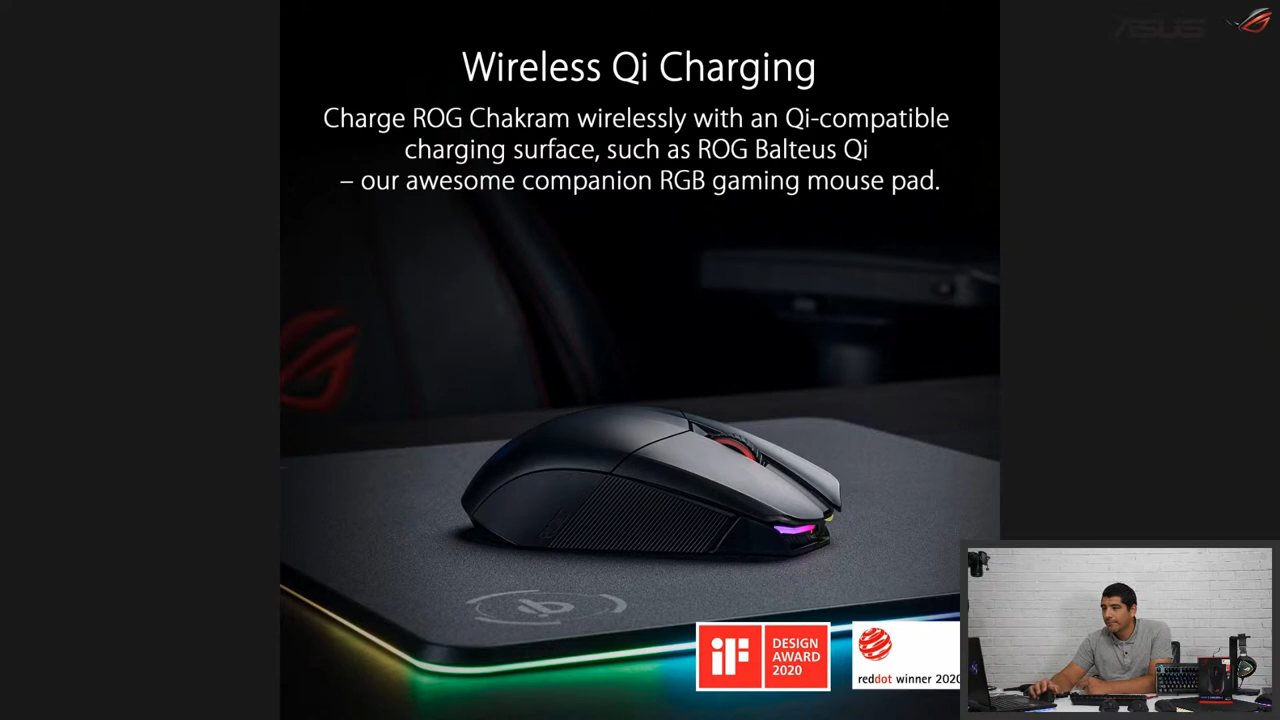 ASUS
Wireless Qi Charging
Charge ROG Chakram wirelessly with an Qi-compatible
charging surface, such as ROG Balteus Qi
– our awesome companion RGB gaming mouse pad.
iF
DESIGN
AWARD
2020
reddot winner 2020